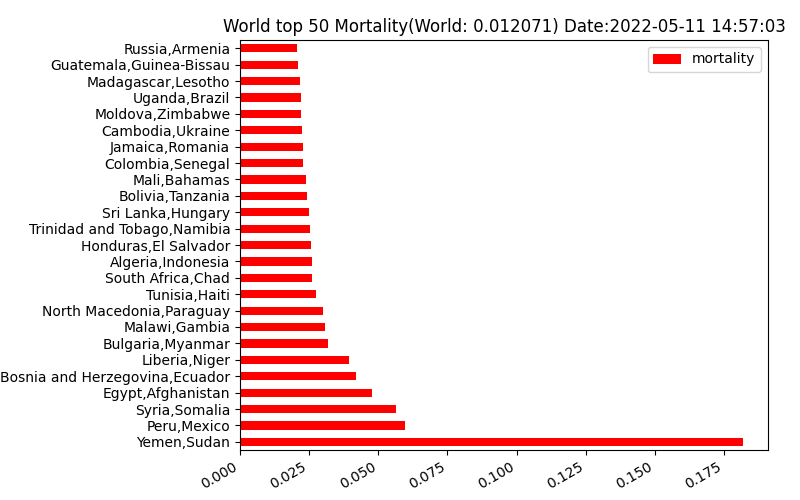 World top 50 Mortality(World: 0.012071) Date:2022-05-11 14:57:03
mortality
Russia,Armenia
Guatemala,Guinea-Bissau
Madagascar,Lesotho
Uganda,Brazil
Moldova,Zimbabwe
Cambodia,Ukraine
Jamaica,Romania
Colombia,Senegal
Mali,Bahamas
Bolivia,Tanzania
Sri Lanka,Hungary
Trinidad and Tobago,Namibia
Honduras,El Salvador
Algeria,Indonesia
South Africa,Chad
Tunisia,Haiti
North Macedonia,Paraguay
Malawi,Gambia
Bulgaria,Myanmar
Liberia,Niger
Bosnia and Herzegovina,Ecuador
Egypt,Afghanistan
Syria,Somalia
Peru,Mexico
Yemen,Sudan
0.000 0.025 0.050 0.075 0.100 0.125 0.150 0.175